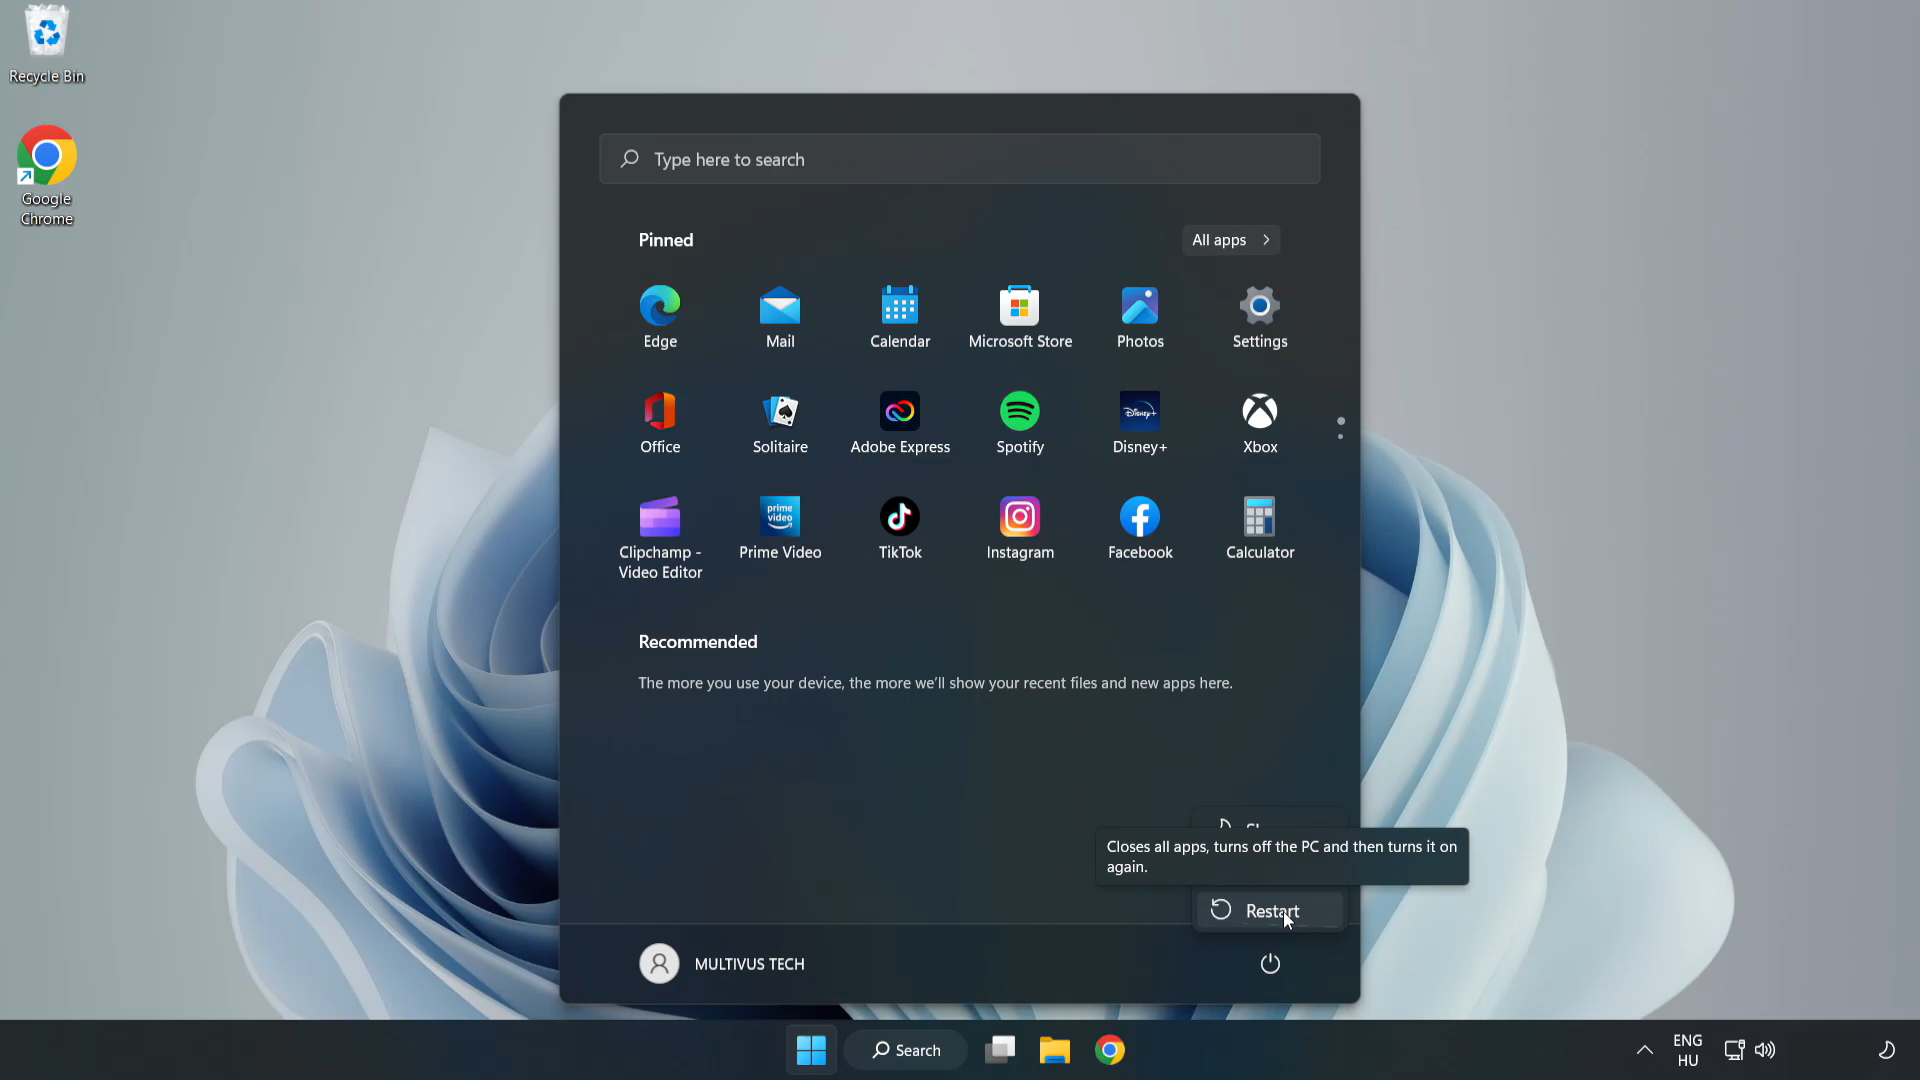 Recycle Bin
Google
Chrome
Type here to search
Pinned
All apps
Edge
Mail
Calendar
Microsoft Store
Photos
Settings
Office
Solitaire
Adobe Express
Disney+
Spotify
Disney+
Xbox
prime
video
Clipchamp -
Video Editor
Prime Video
TikTok
Instagram
Facebook
Calculator
Recommended
The more you use your device, the more we'll show your recent files and new apps here.
Closes all apps, turns off the PC and then turns it on
again.
Restart
MULTIVUS TECH
Search
ENG
HU